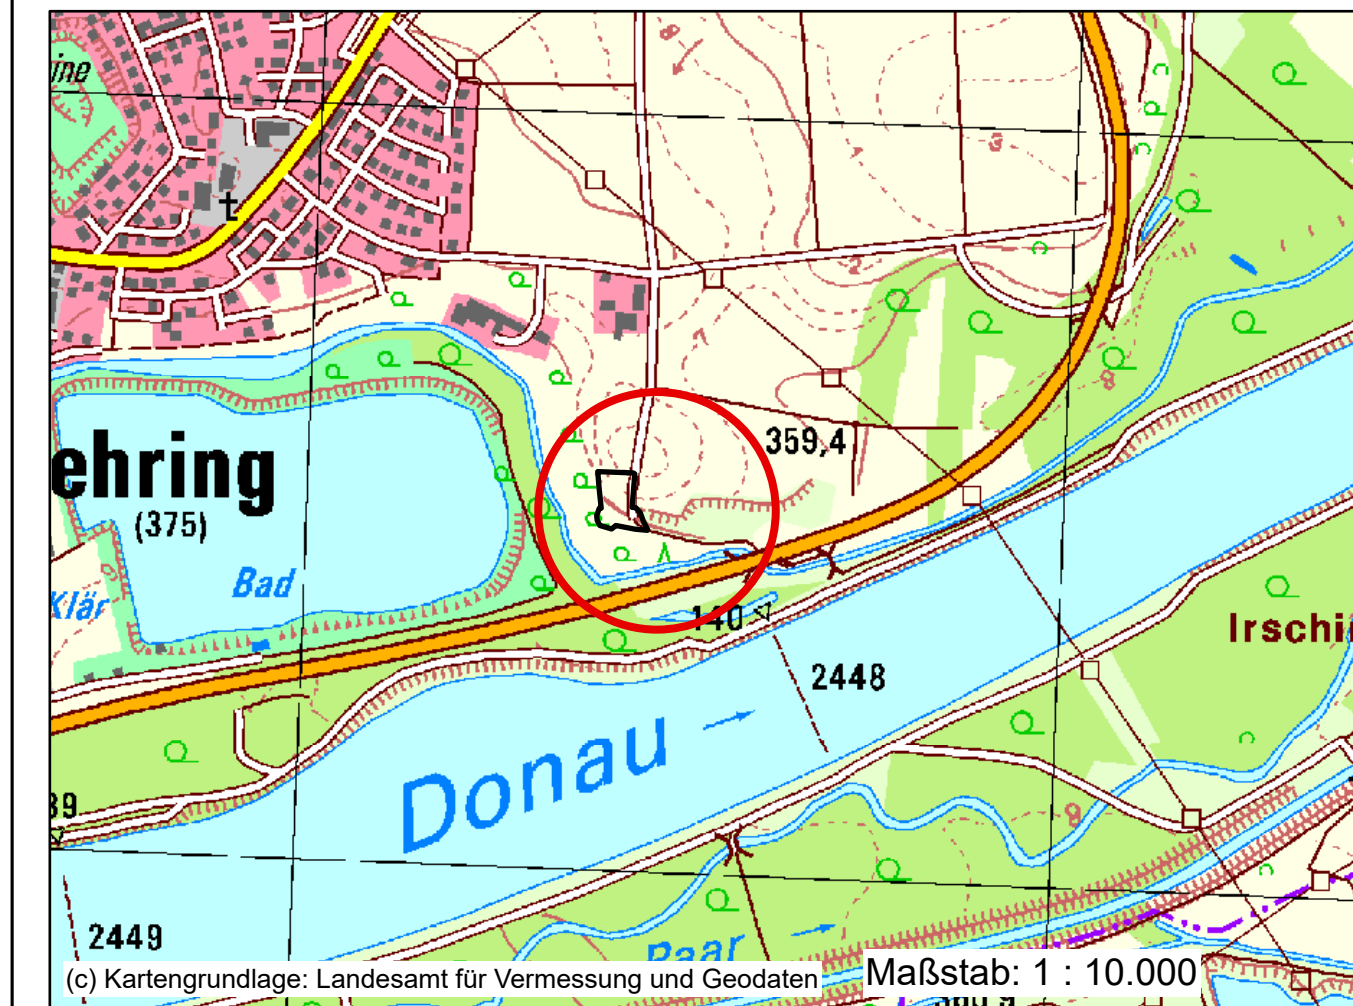 ine
359,4
ehring
(375)
Bad
Klär
140
Irschi
2448
Donau
39
2449
Paar
(c) Kartengrundlage: Landesamt für Vermessung und Geodaten
Maßstab: 1 : 10.000